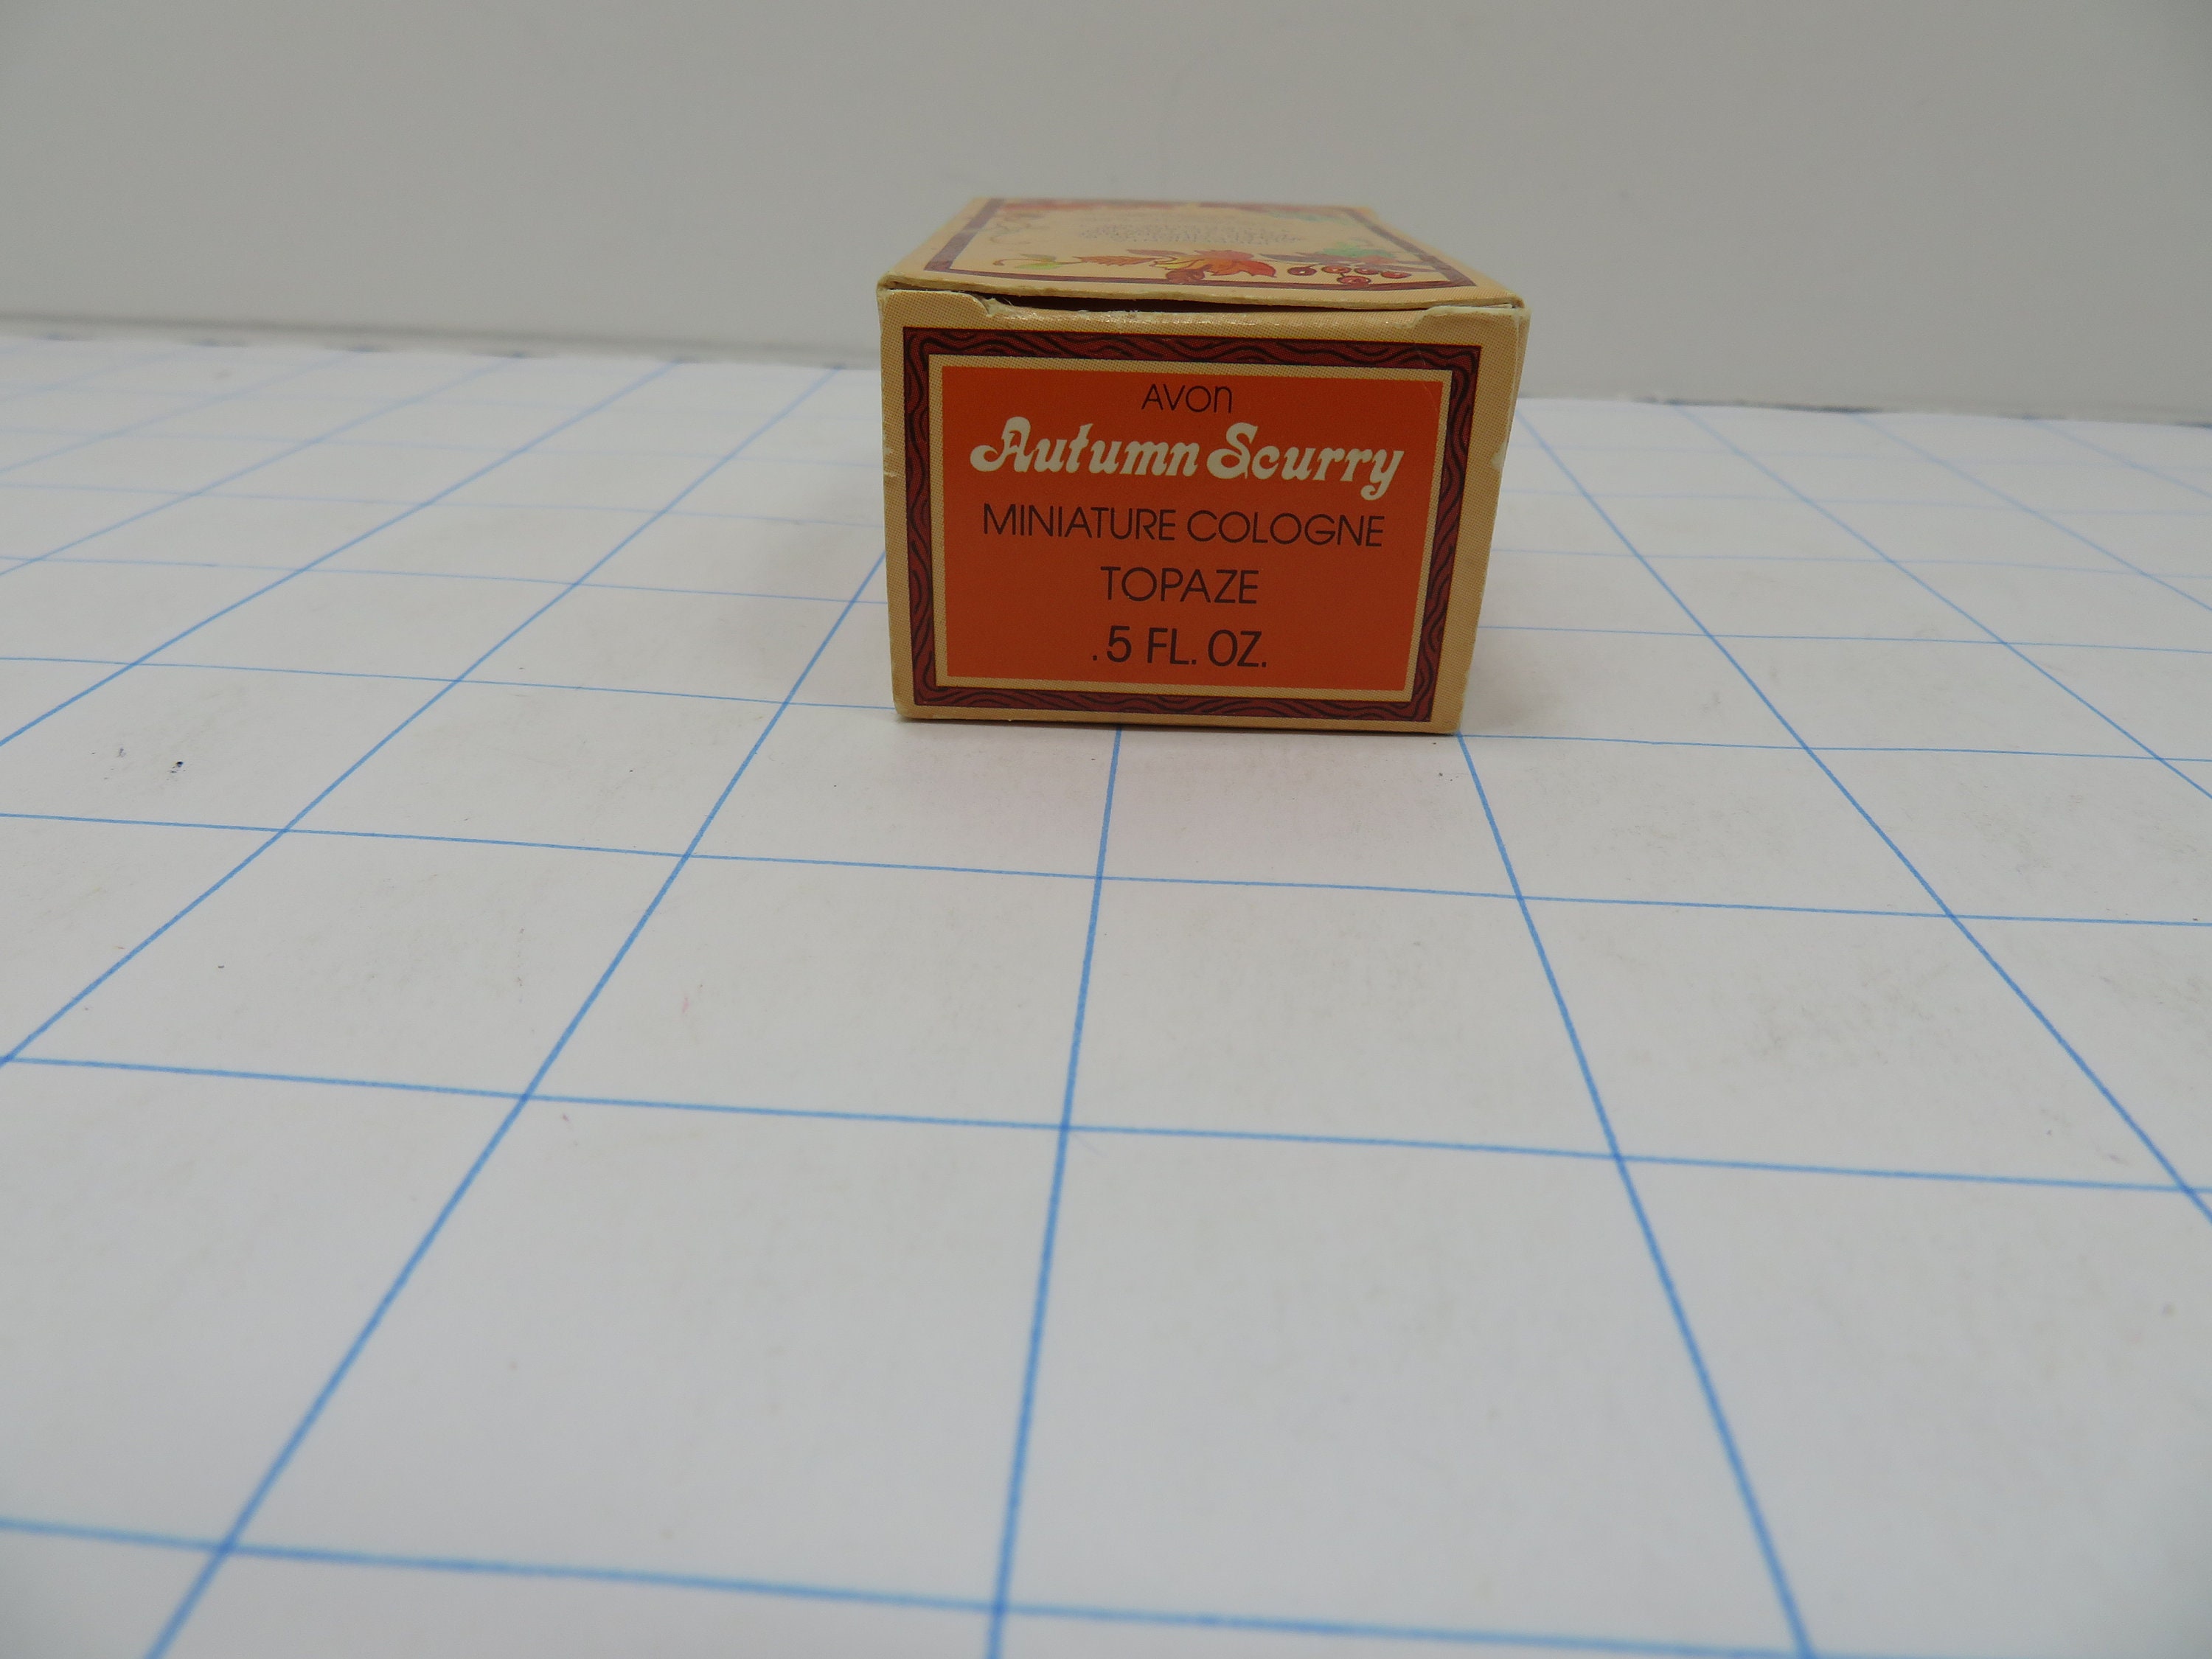 AVON
Autumn Scurry
MINIATURE COLOGNE
TOPAZE
.5 FL. OZ.